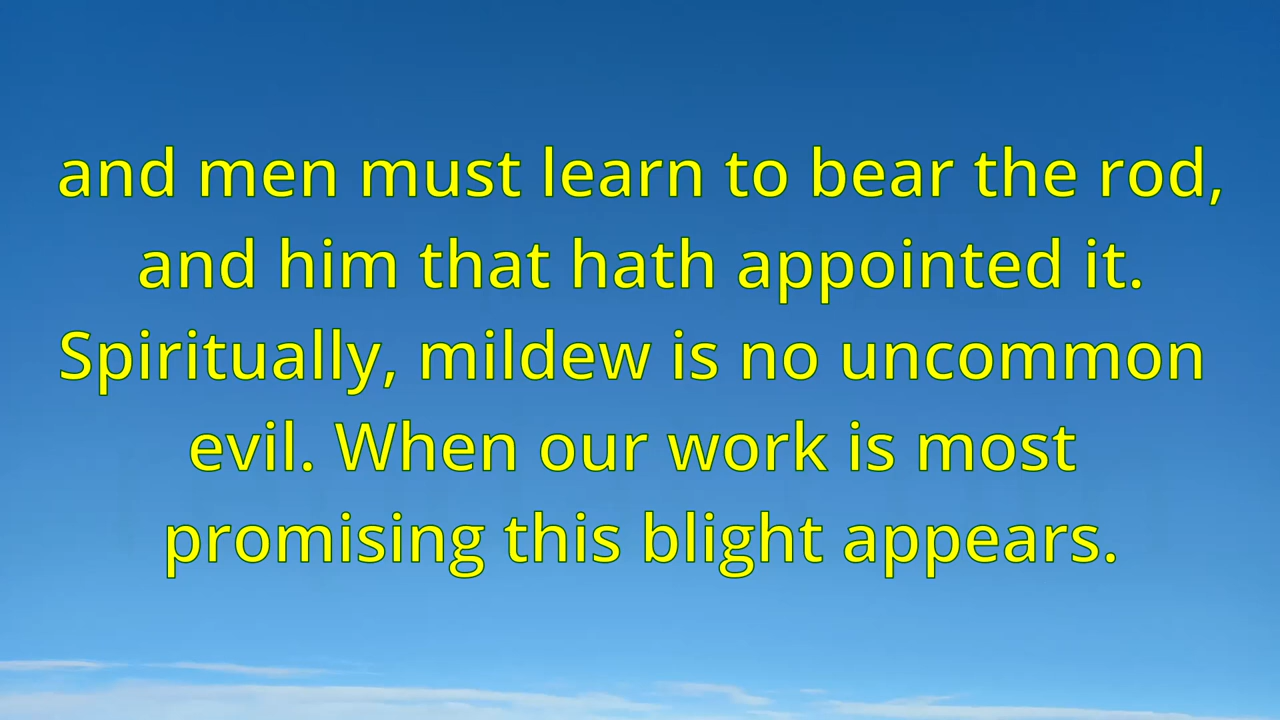 and men must learn to bear the rod,
and him that hath appointed it.
Spiritually, mildew is no uncommon
evil. When our work is most
promising this blight appears.